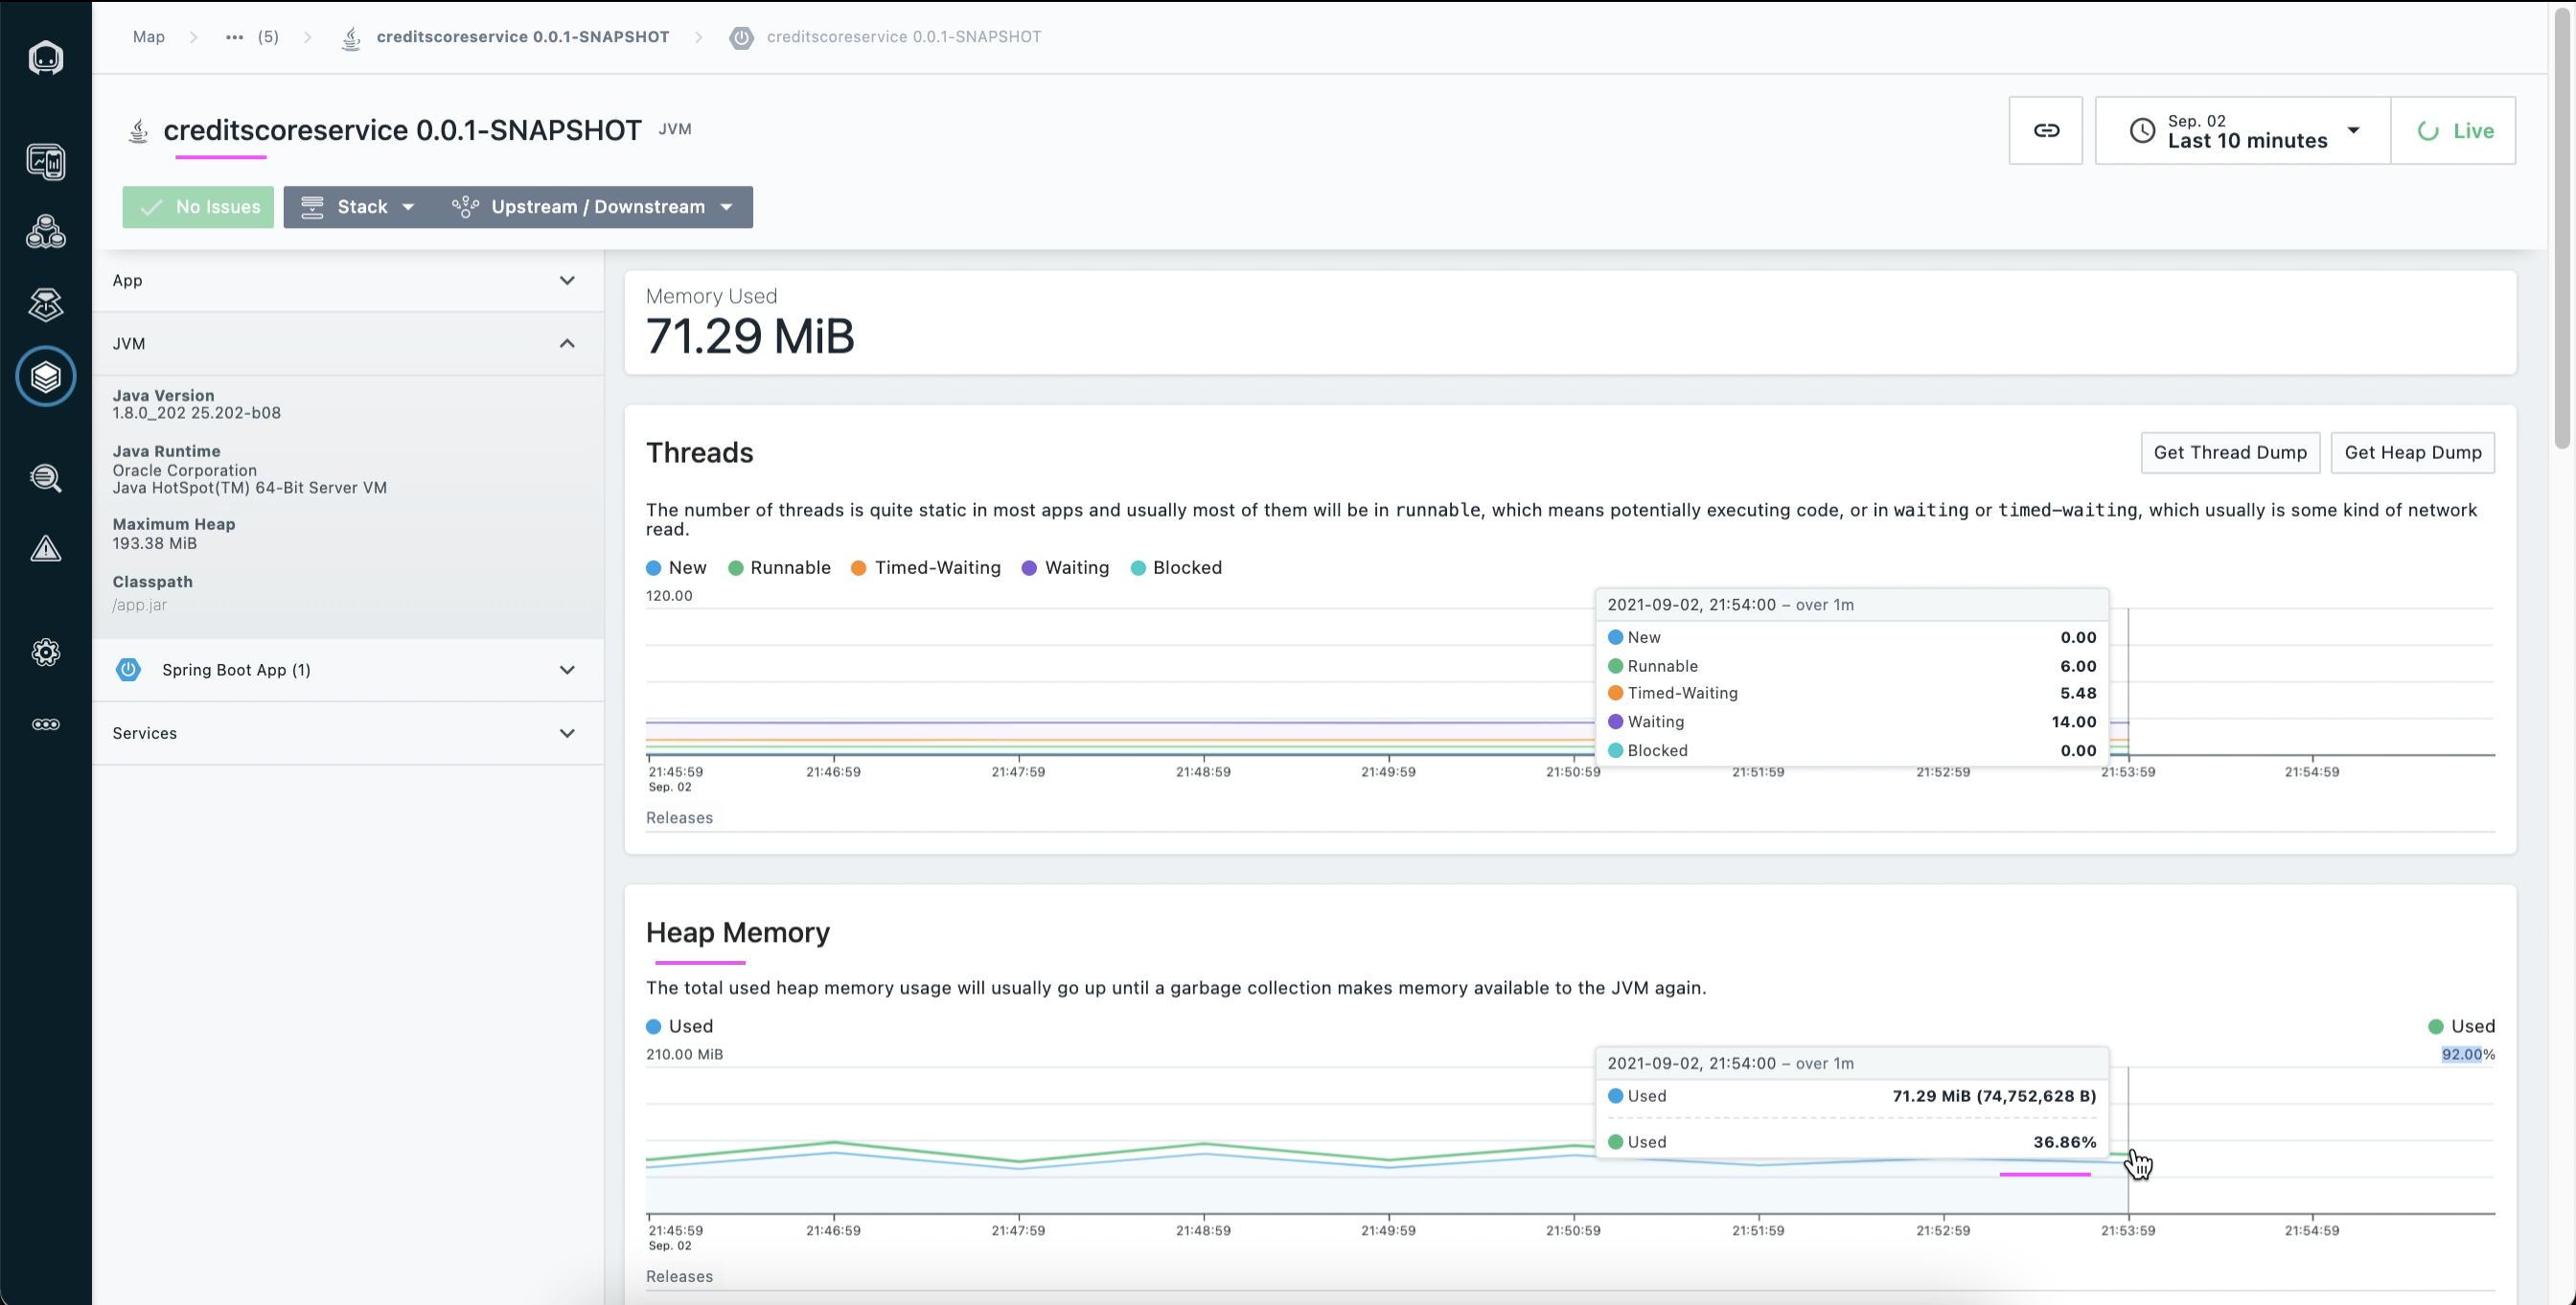 Map ··· (5) creditscoreservice 0.0.1-SNAPSHOT creditscoreservice 0.0.1-SNAPSHOT
creditscoreservice 0.0.1-SNAPSHOT JVM
Sep. 02
Last 10 minutes
Live
No Issues Stack Upstream / Downstream
App
JVM
Java Version
1.8.0_202 25.202-b08
Java Runtime
Oracle Corporation
Java HotSpot(TM) 64-Bit Server VM
Maximum Heap
193.38 MiB
Classpath
/app.jar
Spring Boot App (1)
Services
Memory Used
71.29 MiB
Threads
Get Thread Dump Get Heap Dump
The number of threads is quite static in most apps and usually most of them will be in runnable, which means potentially executing code, or in waiting or timed-waiting, which usually is some kind of network
read.
New Runnable Timed-Waiting Waiting Blocked
120.00
2021-09-02, 21:54:00 – over 1m
New 0.00
Runnable 6.00
Timed-Waiting 5.48
Waiting 14.00
Blocked 0.00
21:45:59 21:46:59 21:47:59 21:48:59 21:49:59 21:50:59 21:51:59 21:52:59 21:53:59 21:54:59
Sep. 02
Releases
Heap Memory
The total used heap memory usage will usually go up until a garbage collection makes memory available to the JVM again.
Used Used
210.00 MiB 92.00%
2021-09-02, 21:54:00 – over 1m
Used 71.29 MiB (74,752,628 B)
Used 36.86%
21:45:59 21:46:59 21:47:59 21:48:59 21:49:59 21:50:59 21:51:59 21:52:59 21:53:59 21:54:59
Sep. 02
Releases